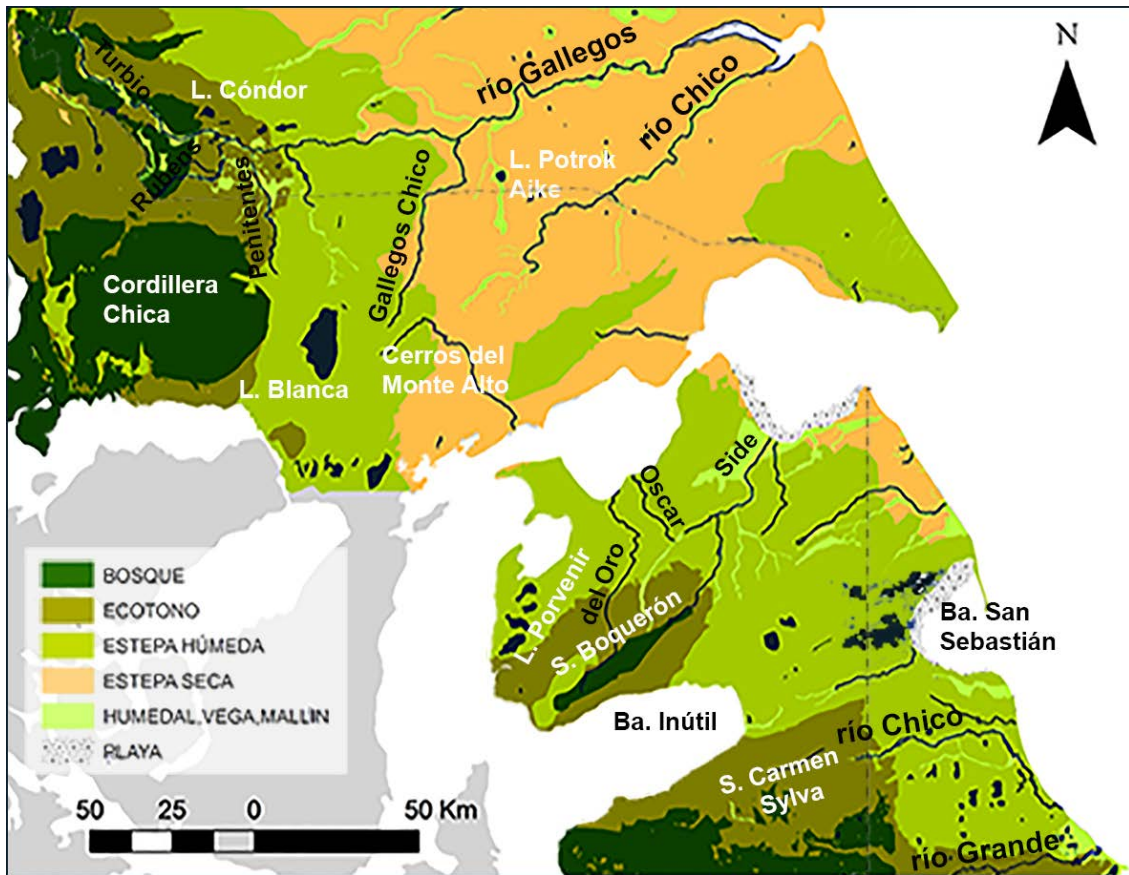 N
Turbio
L. Cóndor
río Gallegos
río Chico
Rubens
Penitentes
Gallegos Chico
L. Potrok
Aike
Cordillera
Chica
L. Blanca
Cerros del
Monte Alto
Side
Oscar
del Oro
L. Porvenir
S. Boquerón
Ba. San
Sebastián
Ba. Inútil
río Chico
S. Carmen
Sylva
río Grande
BOSQUE
ECOTONO
ESTEPA HÚMEDA
ESTEPA SECA
HUMEDAL,VEGA,MALLÍN
PLAYA
50 25 0 50 Km